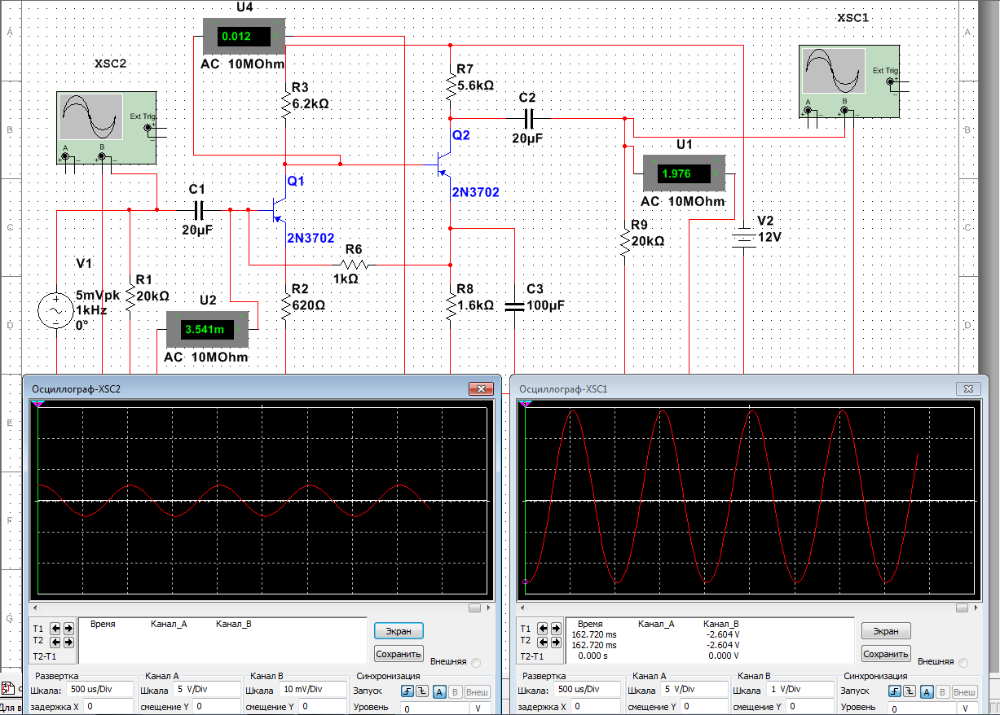 U4
XSC1
A
A
0.012
AC 10MOhm
XSC2
R7
5.6kΩ
Ext Trig
A
B
R3
6.2kΩ
C2
20µF
Ext Trig
A
B
B
B
Q2
U1
1.976
AC 10MOhm
Q1
2N3702
C1
20µF
C
C
R9
20kΩ
V2
12V
2N3702
R6
1kΩ
V1
5mVpk
1kHz
0°
R1
20kΩ
U2
3.541m
AC 10MOhm
R2
620Ω
R8
1.6kΩ
C3
100µF
D
D
Осциллограф-XSC2
Осциллограф-XSC1
E
F
G
T1
T2
T2-T1
Время Канал_A Канал_B
Экран
Сохранить
Внешняя
T1
T2
T2-T1
Время Канал_A Канал_B
162.720 ms -2.604 V
162.720 ms -2.604 V
0.000 s 0.000 V
Экран
Сохранить
Внешняя
Развертка
Шкала: 500 us/Div
задержка X 0
Канал A
Шкала 5 V/Div
смещение Y 0
Канал B
Шкала 10 mV/Div
смещение Y 0
Синхронизация
Запуск A B Внеш
Уровень 0 V
Развертка
Шкала: 500 us/Div
задержка X 0
Канал A
Шкала 5 V/Div
смещение Y 0
Канал B
Шкала 1 V/Div
смещение Y 0
Синхронизация
Запуск A B Внеш
Уровень 0 V
Для в